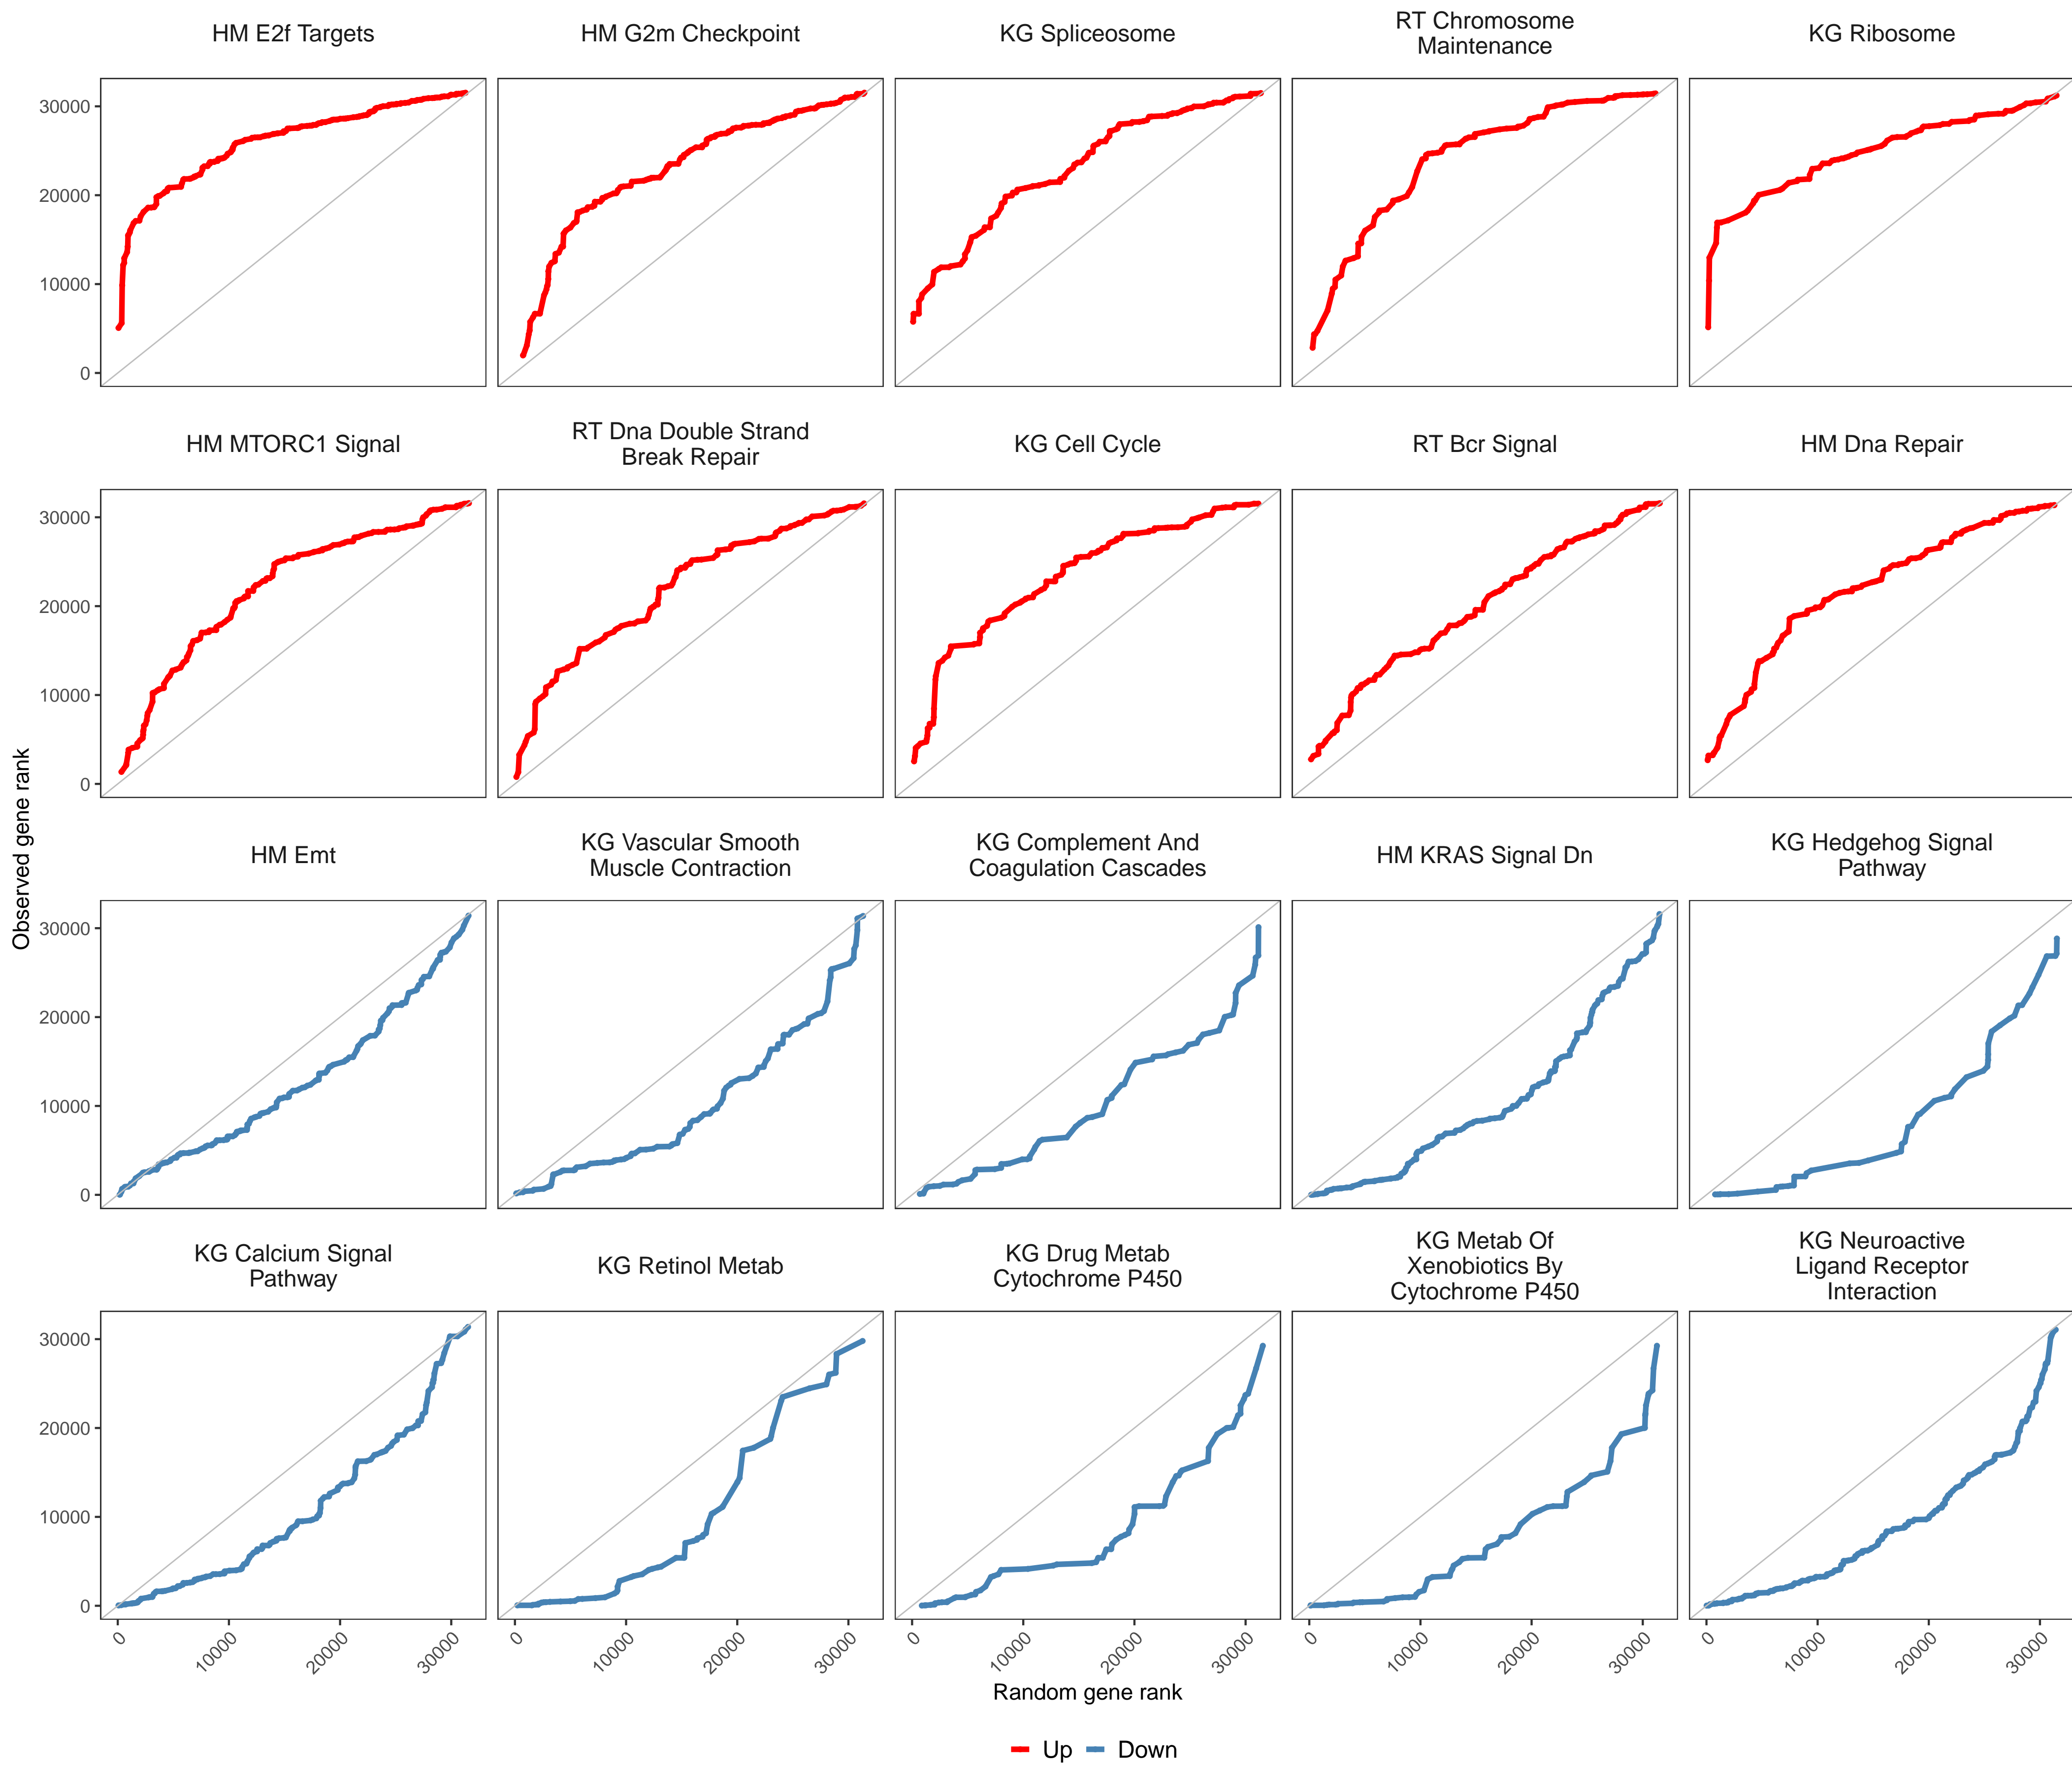 HM E2f Targets
HM G2m Checkpoint
KG Spliceosome
RT Chromosome
Maintenance
KG Ribosome
30000
20000
10000
0
HM MTORC1 Signal
RT Dna Double Strand
Break Repair
KG Cell Cycle
RT Bcr Signal
HM Dna Repair
30000
20000
10000
0
Observed gene rank
HM Emt
KG Vascular Smooth
Muscle Contraction
KG Complement And
Coagulation Cascades
HM KRAS Signal Dn
KG Hedgehog Signal
Pathway
30000
20000
10000
0
KG Calcium Signal
Pathway
KG Retinol Metab
KG Drug Metab
Cytochrome P450
KG Metab Of
Xenobiotics By
Cytochrome P450
KG Neuroactive
Ligand Receptor
Interaction
30000
20000
10000
0
0 10000 20000 30000
0 10000 20000 30000
0 10000 20000 30000
0 10000 20000 30000
0 10000 20000 30000
Random gene rank
Up Down